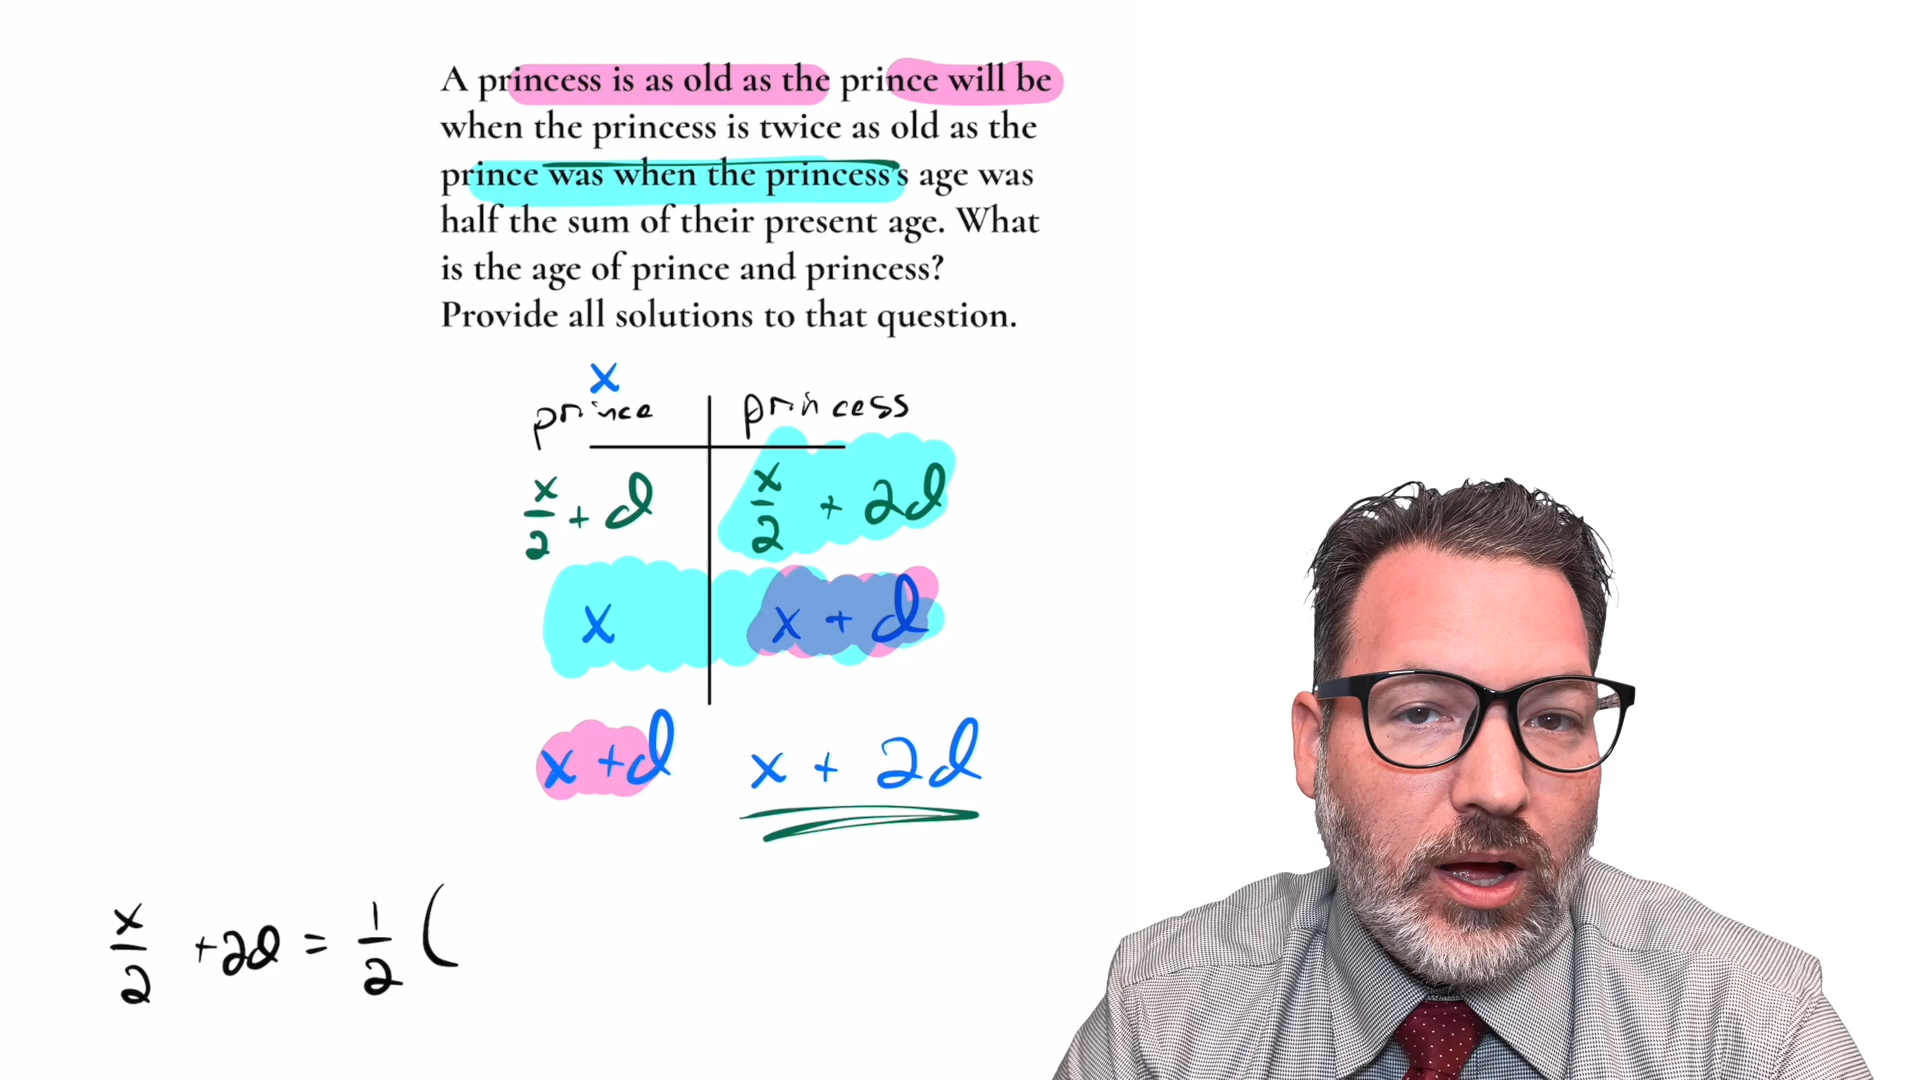 A princess is as old as the prince will be
when the princess is twice as old as the
prince was when the princess's age was
half the sum of their present age. What
is the age of prince and princess?
Provide all solutions to that question.
x
prince princess
x/2 + d x/2 + 2d
x x + d
x + d x + 2d
x/2 + 2d = 1/2 (